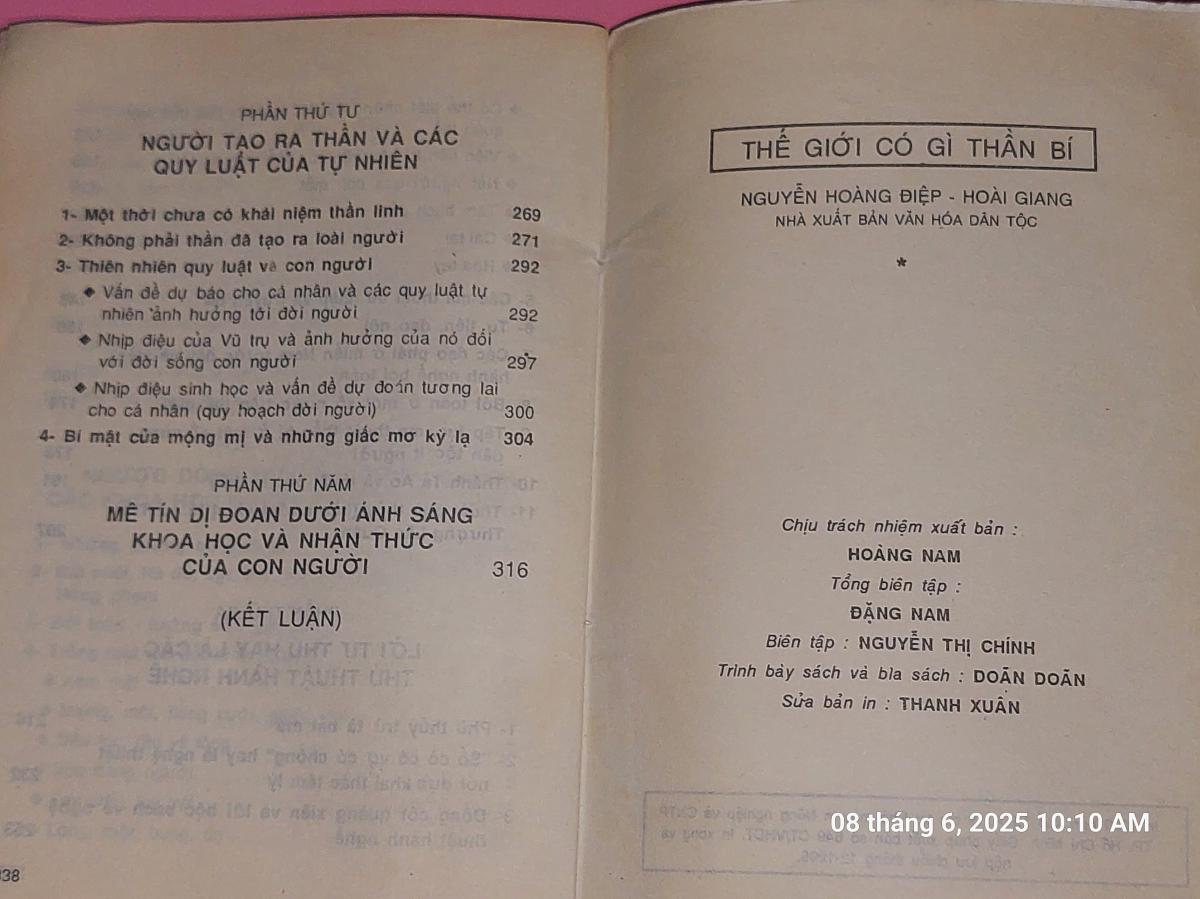 PHẦN THỨ TƯ
NGƯỜI TẠO RA THẦN VÀ CÁC
QUY LUẬT CỦA TỰ NHIÊN
1- Một thời chưa có khái niệm thần linh 269
2- Không phải thần đã tạo ra loài người 271
3- Thiên nhiên quy luật và con người 292
◆ Vấn đề dự báo cho cá nhân và các quy luật tự
nhiên ảnh hưởng tới đời người 292
◆ Nhịp điệu của Vũ trụ và ảnh hưởng của nó đối
với đời sống con người 297
◆ Nhịp điệu sinh học và vấn đề dự đoán tương lai
cho cá nhân (quy hoạch đời người) 300
4- Bí mật của mộng mị và những giấc mơ kỳ lạ 304
PHẦN THỨ NĂM
MÊ TÍN DỊ ĐOAN DƯỚI ÁNH SÁNG
KHOA HỌC VÀ NHẬN THỨC
CỦA CON NGƯỜI 316
(KẾT LUẬN)
338
THẾ GIỚI CÓ GÌ THẦN BÍ
NGUYỄN HOÀNG ĐIỆP - HOÀI GIANG
NHÀ XUẤT BẢN VĂN HÓA DÂN TỘC
*
Chịu trách nhiệm xuất bản :
HOÀNG NAM
Tổng biên tập :
ĐẶNG NAM
Biên tập : NGUYỄN THỊ CHÍNH
Trình bày sách và bìa sách : DOÃN DOÃN
Sửa bản in : THANH XUÂN
08 tháng 6, 2025 10:10 AM